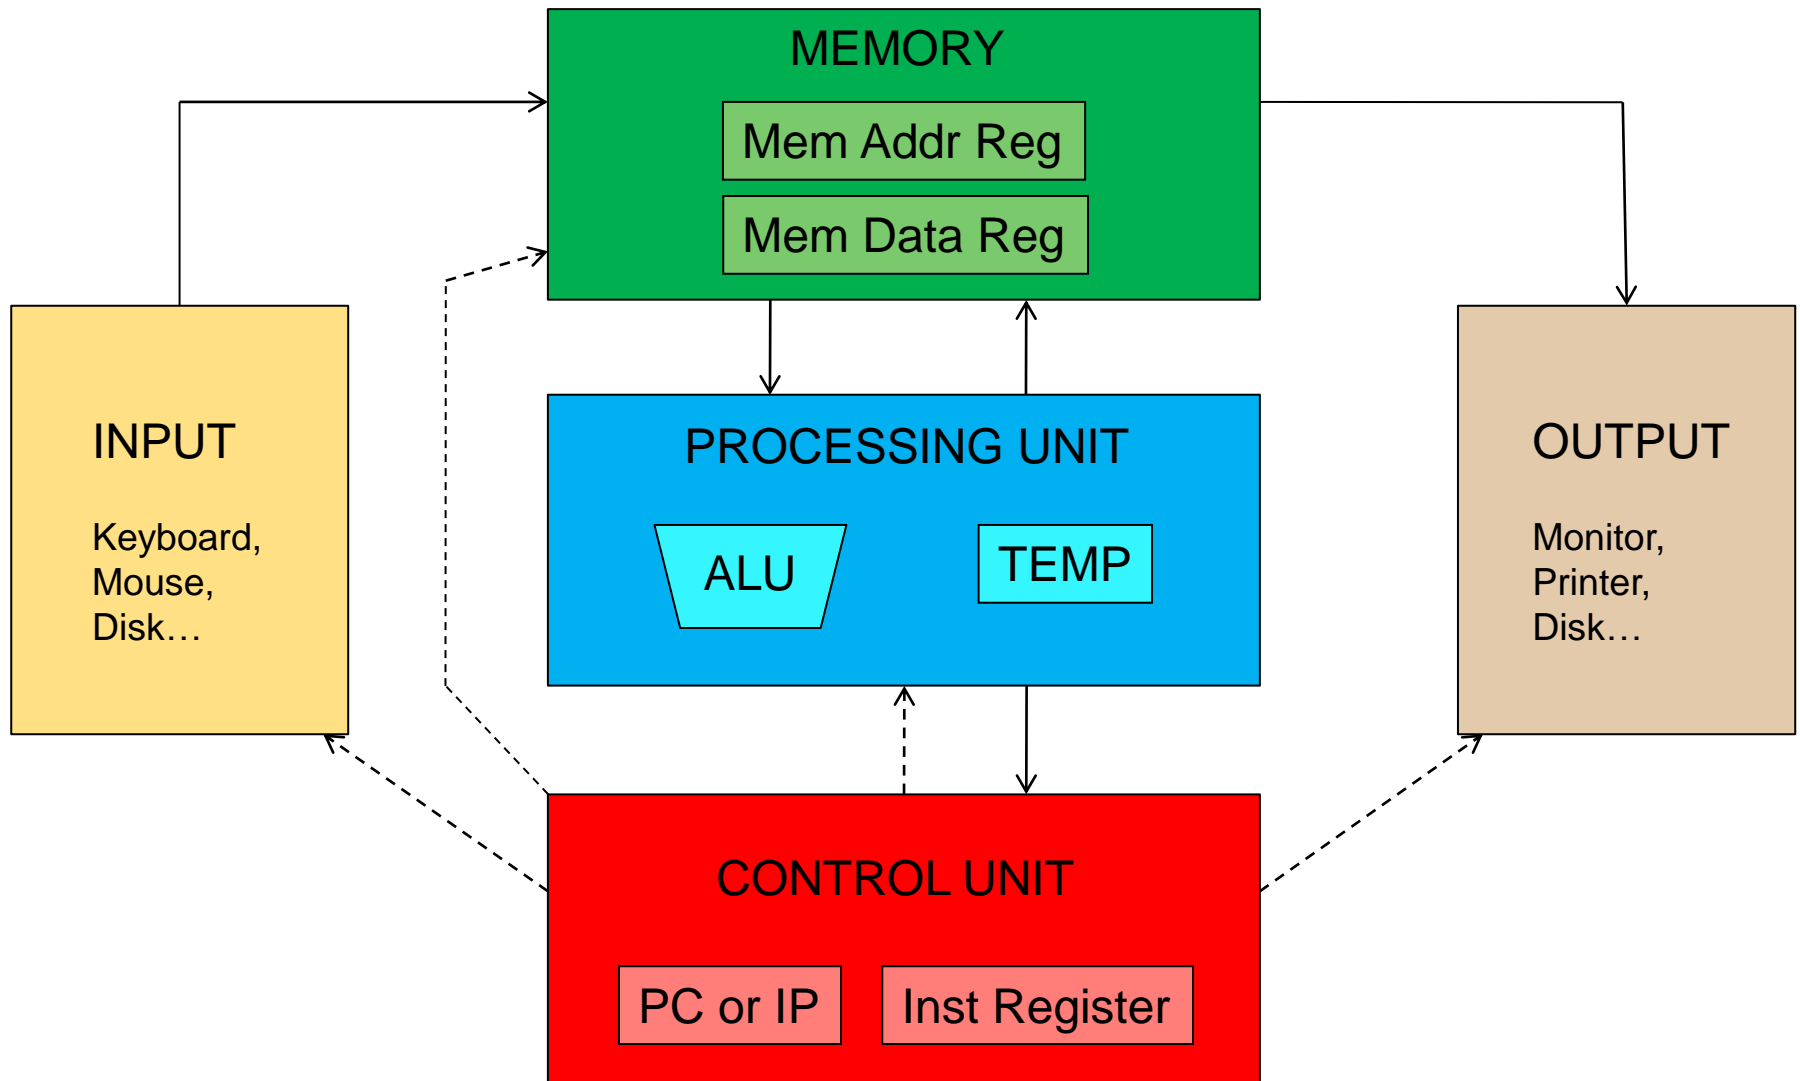 MEMORY
Mem Addr Reg
Mem Data Reg
INPUT
Keyboard,
Mouse,
Disk…
PROCESSING UNIT
ALU
TEMP
OUTPUT
Monitor,
Printer,
Disk…
CONTROL UNIT
PC or IP
Inst Register